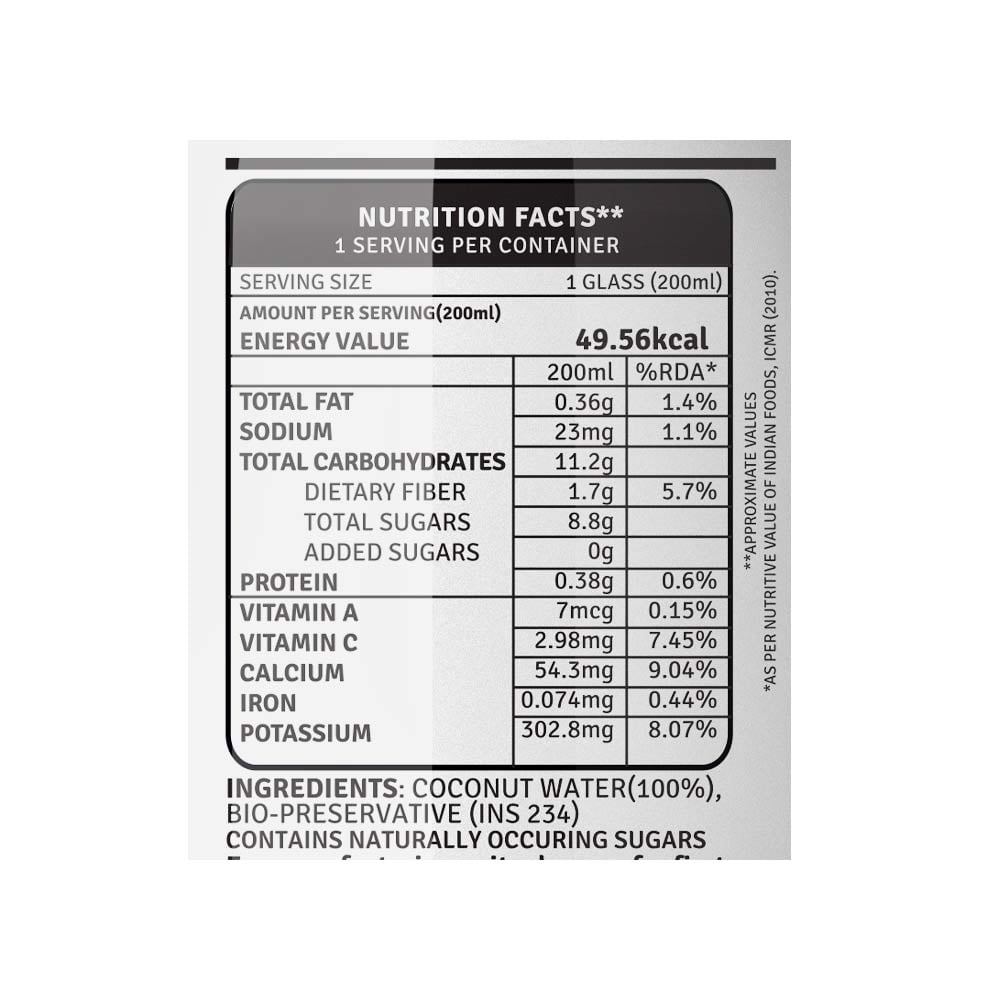 NUTRITION FACTS**
1 SERVING PER CONTAINER
SERVING SIZE 1 GLASS (200ml)
AMOUNT PER SERVING(200ml)
ENERGY VALUE 49.56kcal
200ml %RDA*
TOTAL FAT 0.36g 1.4%
SODIUM 23mg 1.1%
TOTAL CARBOHYDRATES 11.2g
DIETARY FIBER 1.7g 5.7%
TOTAL SUGARS 8.8g
ADDED SUGARS 0g
PROTEIN 0.38g 0.6%
VITAMIN A 7mcg 0.15%
VITAMIN C 2.98mg 7.45%
CALCIUM 54.3mg 9.04%
IRON 0.074mg 0.44%
POTASSIUM 302.8mg 8.07%
**APPROXIMATE VALUES
*AS PER NUTRITIVE VALUE OF INDIAN FOODS, ICMR (2010).
INGREDIENTS: COCONUT WATER(100%),
BIO-PRESERVATIVE (INS 234)
CONTAINS NATURALLY OCCURING SUGARS